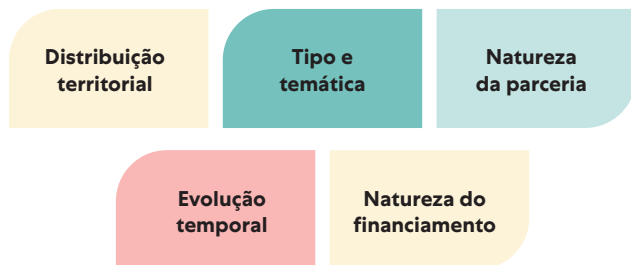 Distribuição
territorial
Tipo e
temática
Natureza
da parceria
Evolução
temporal
Natureza do
financiamento